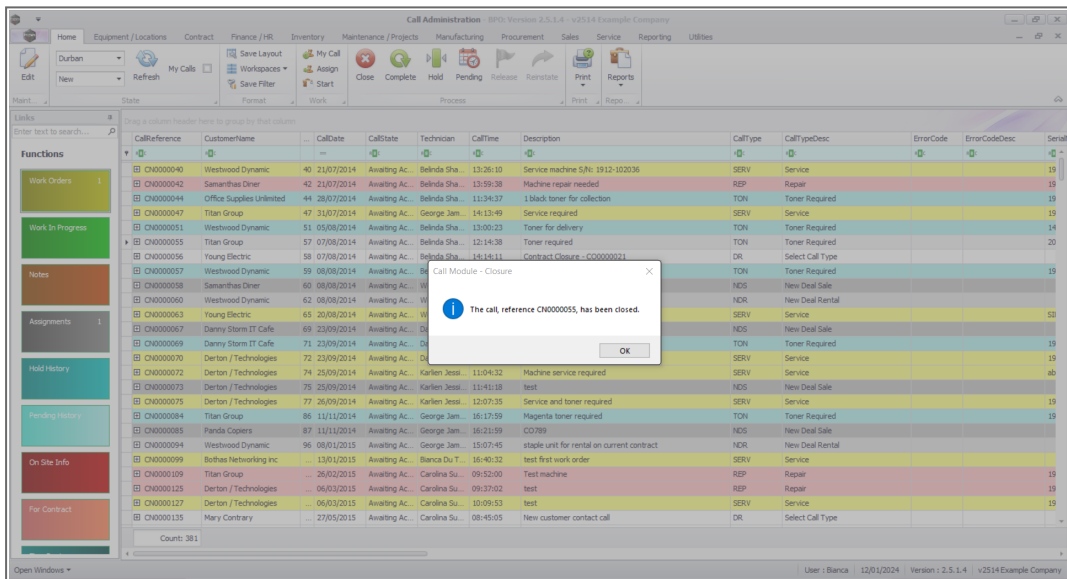 Call Administration - BPO: Version 2.5.1.4 - v2514 Example Company
Home Equipment / Locations Contract Finance / HR Inventory Maintenance / Projects Manufacturing Procurement Sales Service Reporting Utilities
Edit Durban New Refresh My Calls Save Layout Workspaces Save Filter My Call Assign Start Close Complete Hold Pending Release Reinstate Print Reports
Maint... State Format Work Process Print Repo...
Links
Enter text to search...
Drag a column header here to group by that column
CallReference CustomerName ... CallDate CallState Technician CallTime Description CallType CallTypeDesc ErrorCode ErrorCodeDesc Serial
Functions
Work Orders 1
Work In Progress
Notes
Assignments 1
Hold History
Pending History
On Site Info
For Contract
CN0000040 Westwood Dynamic 40 21/07/2014 Awaiting Ac... Belinda Sha... 13:26:10 Service machine S/N: 1912-102036 SERV Service 19
CN0000042 Samanthas Diner 42 21/07/2014 Awaiting Ac... Belinda Sha... 13:59:38 Machine repair needed REP Repair 19
CN0000044 Office Supplies Unlimited 44 28/07/2014 Awaiting Ac... Belinda Sha... 11:34:37 1 black toner for collection TON Toner Required 19
CN0000047 Titan Group 47 31/07/2014 Awaiting Ac... George Jam... 14:13:49 Service required SERV Service 19
CN0000051 Westwood Dynamic 51 05/08/2014 Awaiting Ac... Belinda Sha... 13:00:23 Toner for delivery TON Toner Required 14
CN0000055 Titan Group 57 07/08/2014 Awaiting Ac... Belinda Sha... 12:14:38 Toner required TON Toner Required 20
CN0000056 Young Electric 58 07/08/2014 Awaiting Ac... Belinda Sha... 14:14:11 Contract Closure - CO0000021 DR Select Call Type
CN0000057 Westwood Dynamic 59 08/08/2014 Awaiting Ac... Be TON Toner Required 19
CN0000058 Samanthas Diner 60 08/08/2014 Awaiting Ac... W NDS New Deal Sale
CN0000060 Westwood Dynamic 62 08/08/2014 Awaiting Ac... W NDR New Deal Rental
CN0000063 Young Electric 65 20/08/2014 Awaiting Ac... W SERV Service
CN0000067 Danny Storm IT Cafe 69 23/09/2014 Awaiting Ac... Da NDS New Deal Sale
CN0000069 Danny Storm IT Cafe 71 23/09/2014 Awaiting Ac... Da TON Toner Required 19
CN0000070 Derton / Technologies 72 23/09/2014 Awaiting Ac... Da SERV Service 19
CN0000072 Derton / Technologies 74 25/09/2014 Awaiting Ac... Karlien Jessi... 11:04:32 Machine service required SERV Service ab
CN0000073 Derton / Technologies 75 25/09/2014 Awaiting Ac... Karlien Jessi... 11:41:18 test NDS New Deal Sale
CN0000075 Derton / Technologies 77 26/09/2014 Awaiting Ac... Karlien Jessi... 12:07:35 Service and toner required SERV Service 19
CN0000084 Titan Group 86 11/11/2014 Awaiting Ac... George Jam... 16:17:59 Magenta toner required TON Toner Required 19
CN0000085 Panda Copiers 87 11/11/2014 Awaiting Ac... George Jam... 16:21:59 CO789 NDS New Deal Sale
CN0000094 Westwood Dynamic 96 08/01/2015 Awaiting Ac... George Jam... 15:07:45 staple unit for rental on current contract NDR New Deal Rental
CN0000099 Bothas Networking inc ... 13/01/2015 Awaiting Ac... Bianca Du T... 16:40:32 test first work order SERV Service
CN0000109 Titan Group ... 26/02/2015 Awaiting Ac... Carolina Su... 09:52:00 Test machine REP Repair 19
CN0000125 Derton / Technologies ... 06/03/2015 Awaiting Ac... Carolina Su... 09:37:02 test REP Repair 19
CN0000127 Derton / Technologies ... 06/03/2015 Awaiting Ac... Carolina Su... 10:09:53 test SERV Service 19
CN0000135 Mary Contrary ... 27/05/2015 Awaiting Ac... Carolina Su... 08:45:05 New customer contact call DR Select Call Type
Call Module - Closure
The call, reference CN0000055, has been closed.
OK
Count: 381
Open Windows User : Bianca 12/01/2024 Version : 2.5.1.4 v2514 Example Company